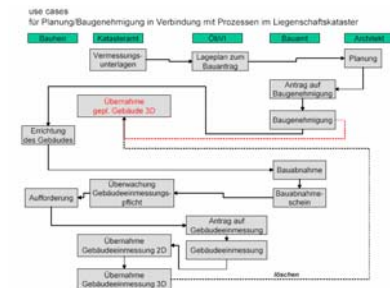 use cases
für Planung/Baugenehmigung in Verbindung mit Prozessen im Liegenschaftskataster
Bauherr Katasteramt ÖbVI Bauamt Architekt
Vermessungs-
unterlagen
Lageplan zum
Bauantrag
Planung
Antrag auf
Baugenehmigung
Übernahme
gepl. Gebäude 3D
Baugenehmigung
Errichtung
des Gebäudes
Bauabnahme
Überwachung
Gebäudeeinmessungs-
pflicht
Aufforderung
Bauabnahme-
schein
Antrag auf
Gebäudeeinmessung
Übernahme
Gebäudeeinmessung 2D
Gebäudeeinmessung
löschen
Übernahme
Gebäudeeinmessung 3D